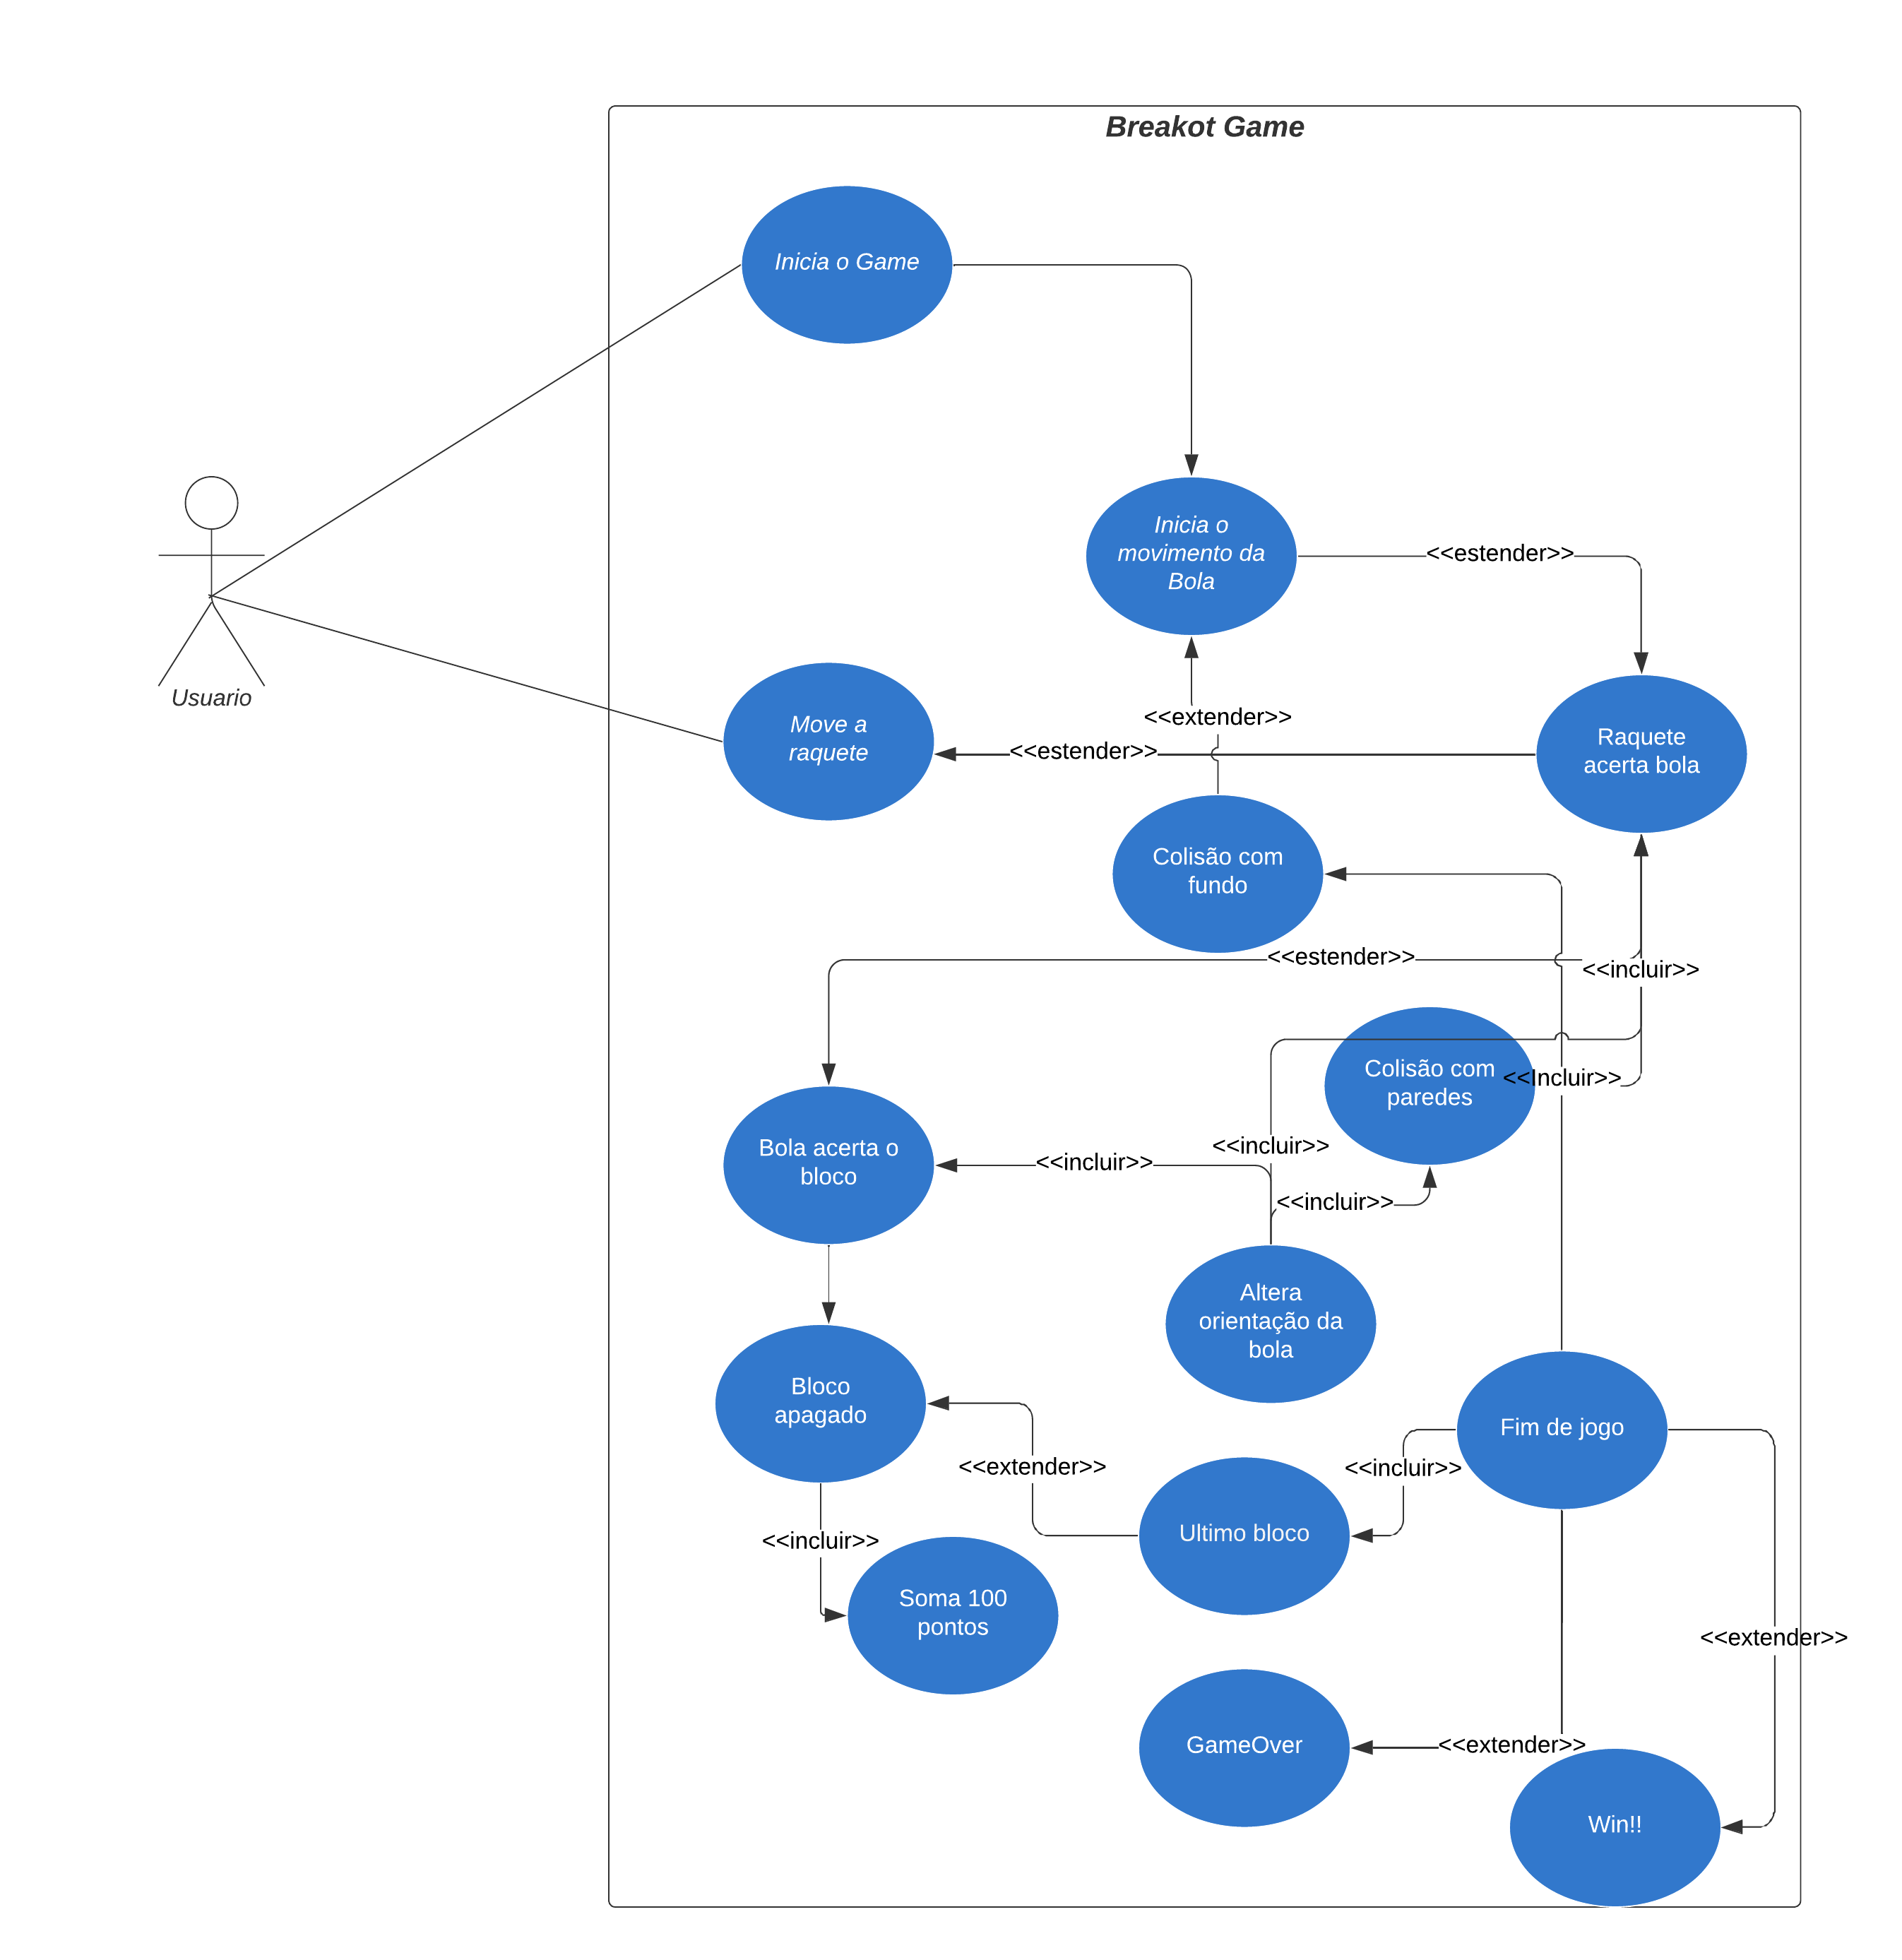 Breakot Game
Inicia o Game
Inicia o
movimento da
Bola
<<estender>>
Usuario
Move a
raquete
<<extender>>
<<estender>>
Raquete
acerta bola
Colisão com
fundo
<<estender>>
<<incluir>>
Colisão com
paredes
<<Incluir>>
Bola acerta o
bloco
<<incluir>>
<<incluir>>
<<incluir>>
Altera
orientação da
bola
Bloco
apagado
<<extender>>
Fim de jogo
<<incluir>>
Ultimo bloco
<<incluir>>
Soma 100
pontos
<<extender>>
GameOver
<<extender>>
Win!!